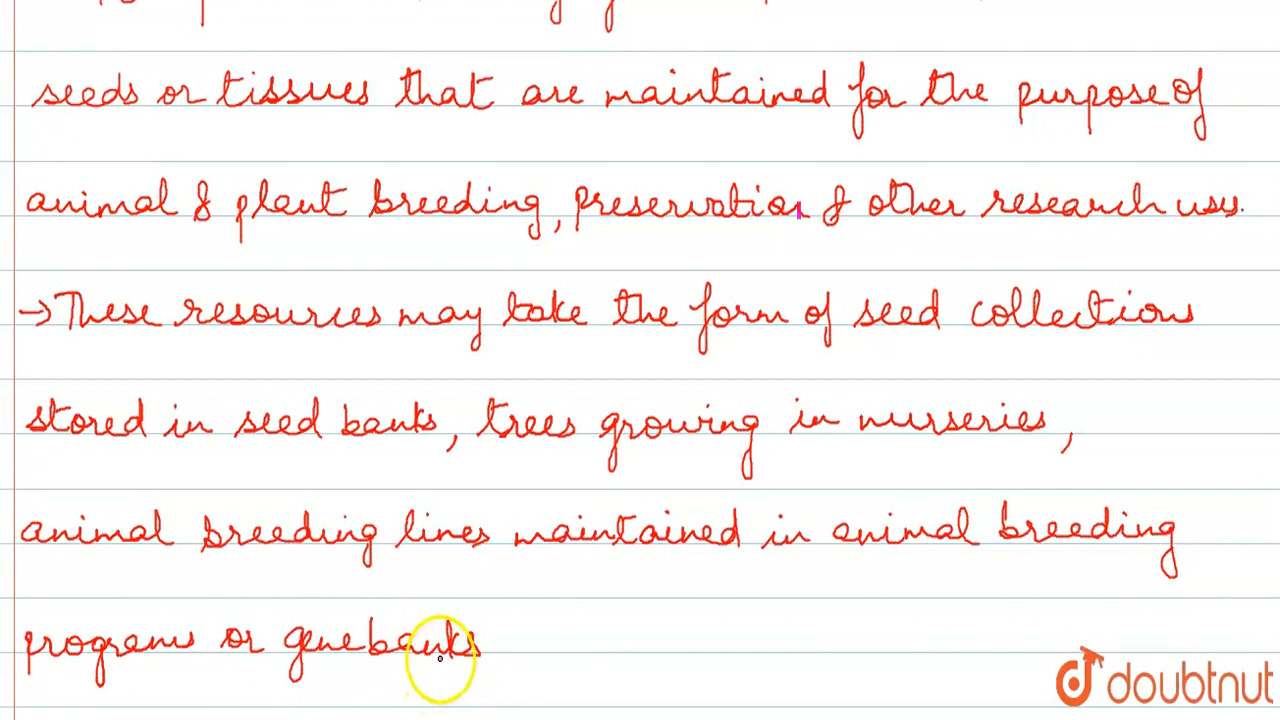 seeds or tissues that are maintained for the purpose of
animal & plant breeding, preservation & other research uses.
→ These resources may take the form of seed collections
stored in seed banks, trees growing in nurseries,
animal breeding lines maintained in animal breeding
programs or genebanks
doubtnut